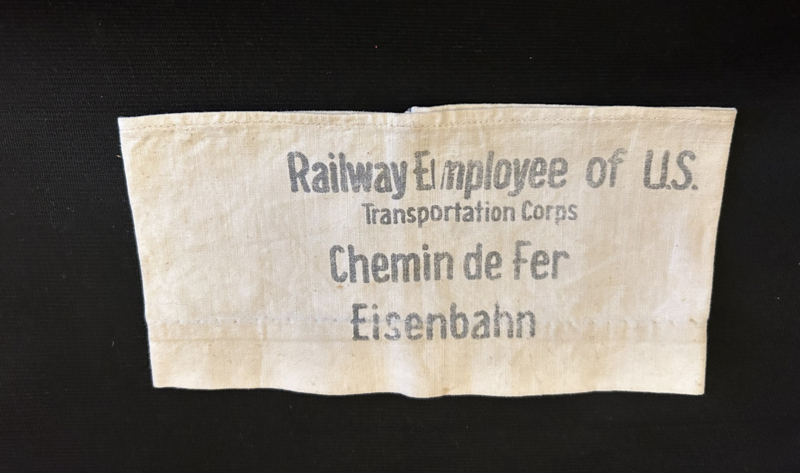 Railway Employee of U.S.
Transportation Corps
Chemin de Fer
Eisenbahn